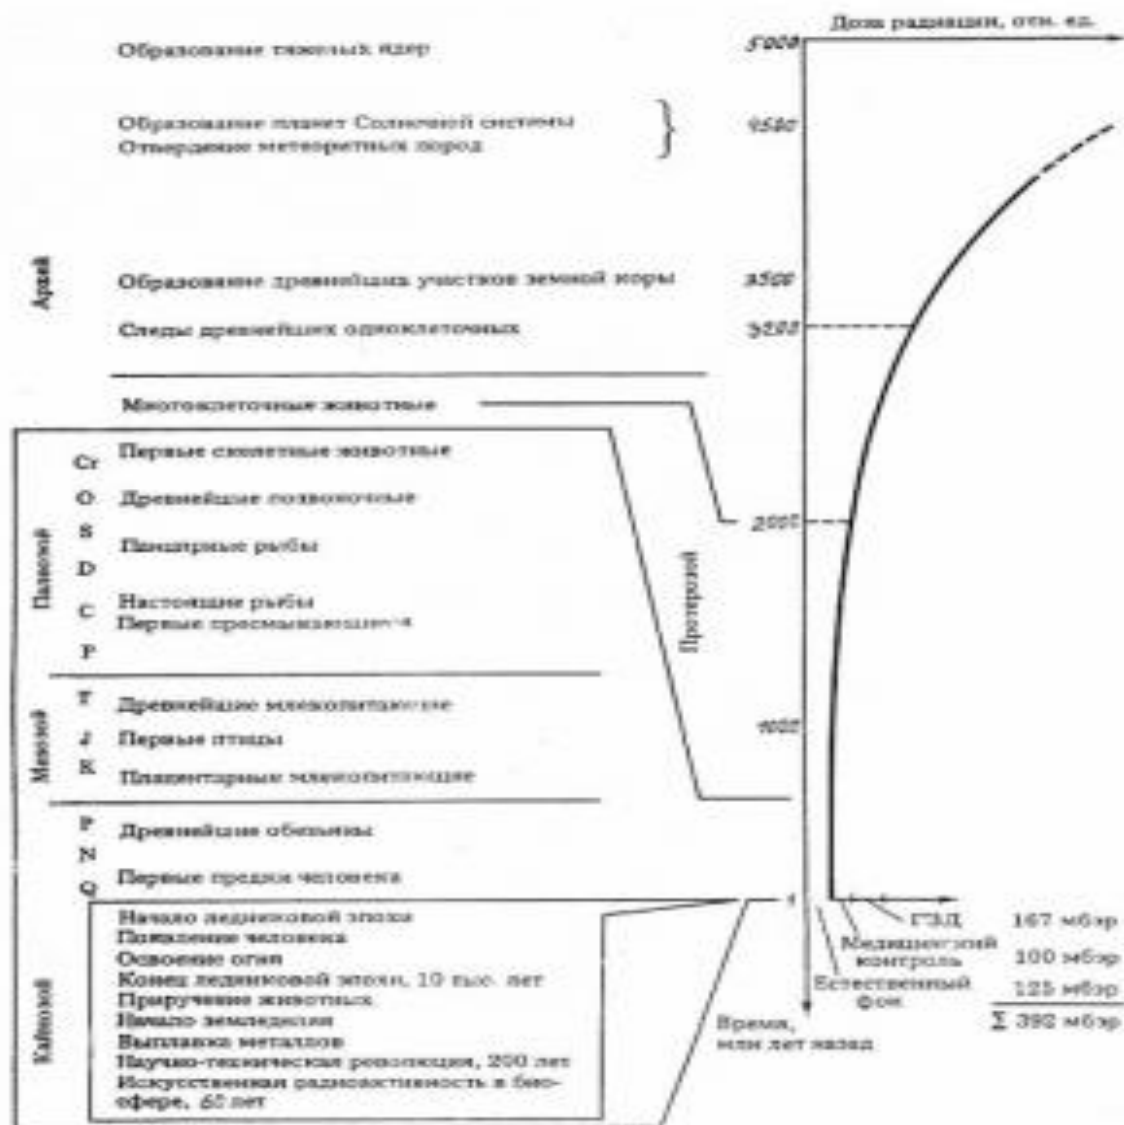 Доза радиации, отн. ед.
Образование тяжелых ядер
5000
Образование планет Солнечной системы
4500
Отвердение метеоритных пород
Архей
Образование древнейших участков земной коры
3500
Следы древнейших одноклеточных
3200
Многоклеточные животные
Палеозой
Cr Первые скелетные животные
O Древнейшие позвоночные
2000
S Панцирные рыбы
D
C Настоящие рыбы
Первые пресмыкающиеся
P
Протерозой
Мезозой
T Древнейшие млекопитающие
J Первые птицы
1000
K Плацентарные млекопитающие
P Древнейшие обезьяны
N
Q Первые предки человека
Кайнозой
Начало ледниковой эпохи
Появление человека
Освоение огня
Конец ледниковой эпохи, 10 тыс. лет
Приручение животных
Начало земледелия
Выплавка металлов
Научно-техническая революция, 200 лет
Искусственная радиоактивность в био-
сфере, 60 лет
ГЗД 167 мбэр
Медицинский
контроль 100 мбэр
Естественный
фон 125 мбэр
Σ 392 мбэр
Время,
млн лет назад